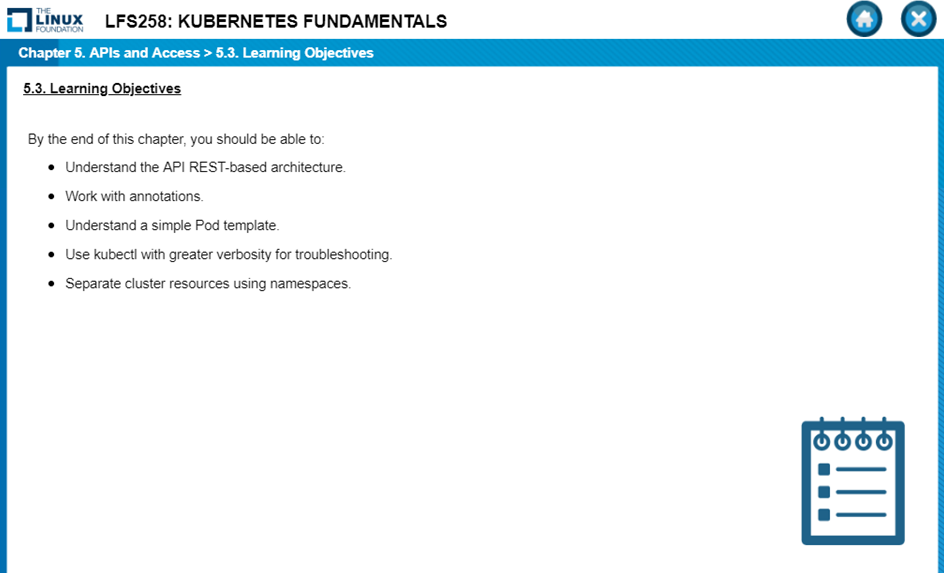 THE
LINUX
FOUNDATION
LFS258: KUBERNETES FUNDAMENTALS
Chapter 5. APIs and Access > 5.3. Learning Objectives
5.3. Learning Objectives
By the end of this chapter, you should be able to:
• Understand the API REST-based architecture.
• Work with annotations.
• Understand a simple Pod template.
• Use kubectl with greater verbosity for troubleshooting.
• Separate cluster resources using namespaces.